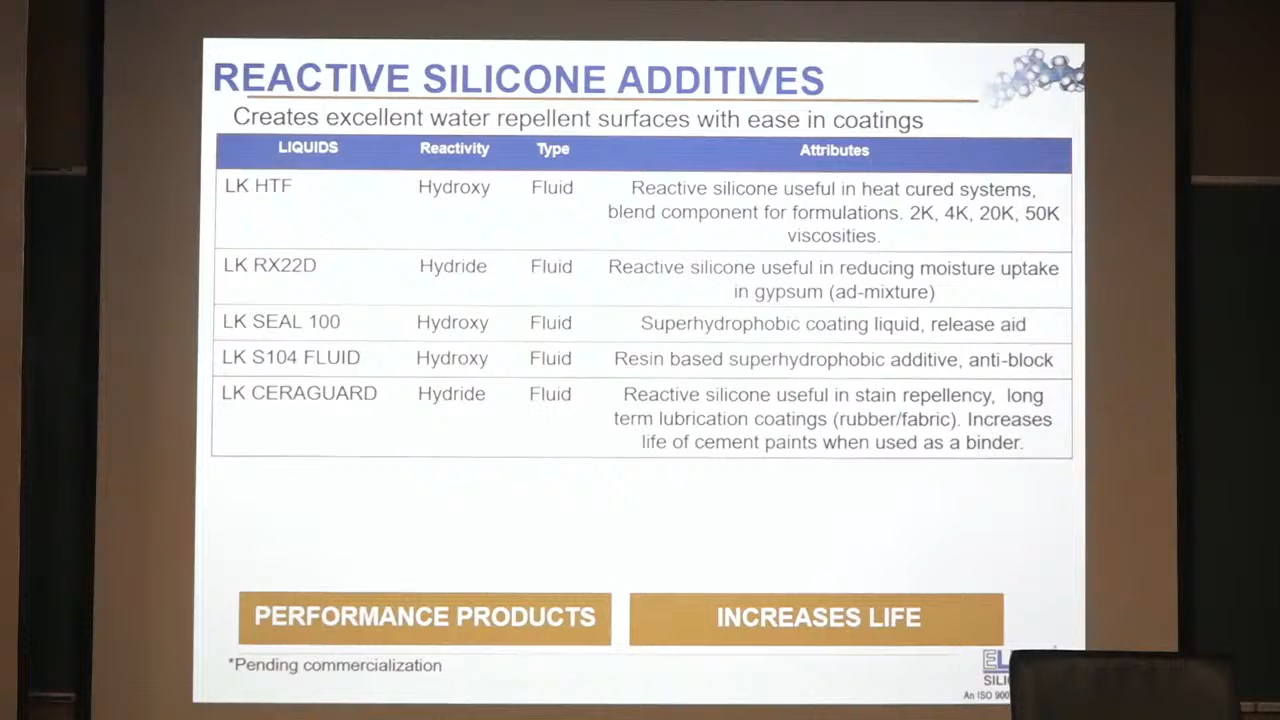 REACTIVE SILICONE ADDITIVES
Creates excellent water repellent surfaces with ease in coatings
LIQUIDS Reactivity Type Attributes
LK HTF Hydroxy Fluid Reactive silicone useful in heat cured systems,
blend component for formulations. 2K, 4K, 20K, 50K
viscosities.
LK RX22D Hydride Fluid Reactive silicone useful in reducing moisture uptake
in gypsum (ad-mixture)
LK SEAL 100 Hydroxy Fluid Superhydrophobic coating liquid, release aid
LK S104 FLUID Hydroxy Fluid Resin based superhydrophobic additive, anti-block
LK CERAGUARD Hydride Fluid Reactive silicone useful in stain repellency, long
term lubrication coatings (rubber/fabric). Increases
life of cement paints when used as a binder.
PERFORMANCE PRODUCTS INCREASES LIFE
*Pending commercialization
An ISO